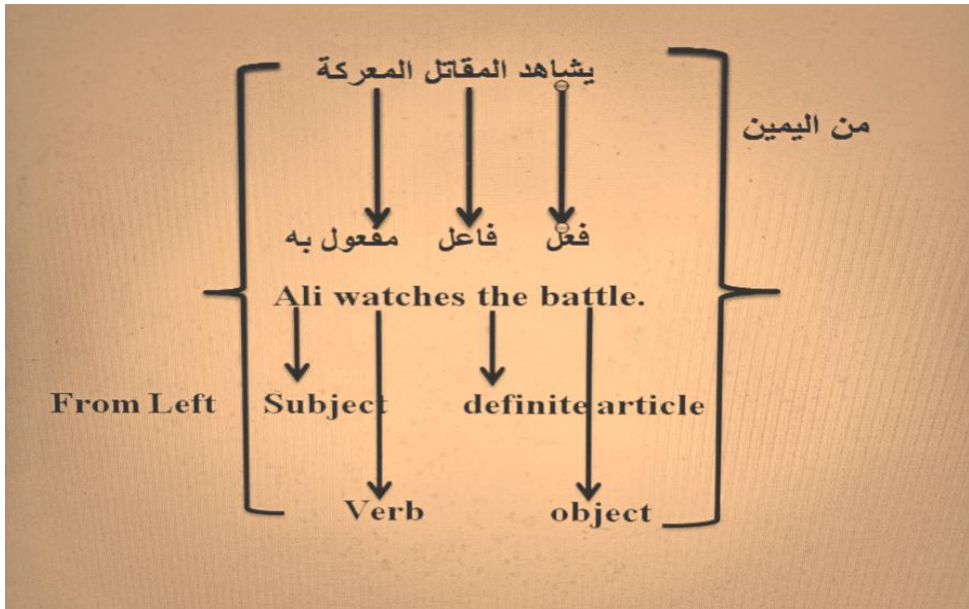 يشاهد المقاتل المعركة
من اليمين
فعل فاعل مفعول به
Ali watches the battle.
From Left Subject definite article
Verb object